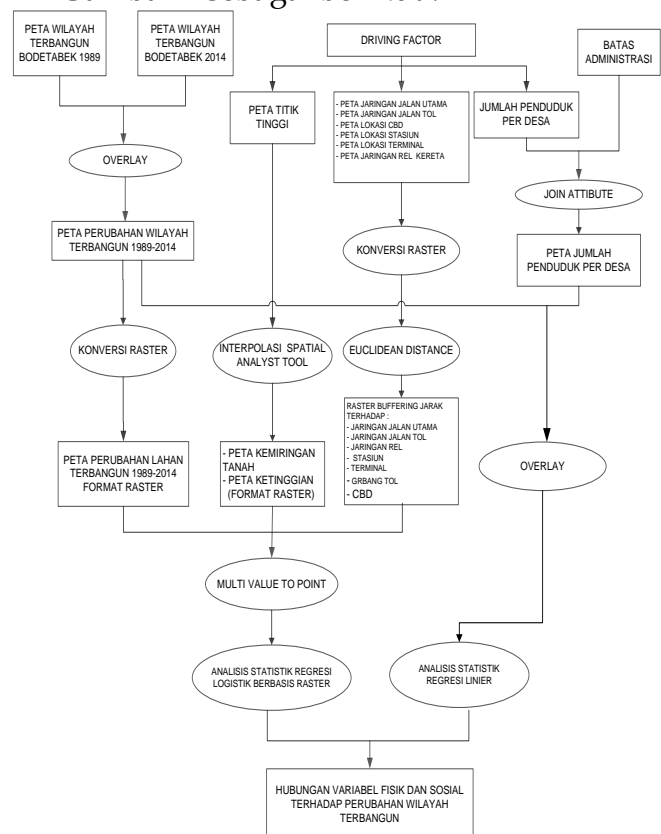 PETA WILAYAH
TERBANGUN
BODETABEK 1989
PETA WILAYAH
TERBANGUN
BODETABEK 2014
DRIVING FACTOR
BATAS
ADMINISTRASI
PETA TITIK
TINGGI
- PETA JARINGAN JALAN UTAMA
- PETA JARINGAN JALAN TOL
- PETA LOKASI CBD
- PETA LOKASI STASIUN
- PETA LOKASI TERMINAL
- PETA JARINGAN REL KERETA
JUMLAH PENDUDUK
PER DESA
OVERLAY
JOIN ATTIBUTE
PETA PERUBAHAN WILAYAH
TERBANGUN 1989-2014
KONVERSI RASTER
PETA JUMLAH
PENDUDUK PER DESA
KONVERSI RASTER
INTERPOLASI SPATIAL
ANALYST TOOL
EUCLIDEAN DISTANCE
RASTER BUFFERING JARAK
TERHADAP :
- JARINGAN JALAN UTAMA
- JARINGAN JALAN TOL
- JARINGAN REL
- STASIUN
- TERMINAL
- GRBANG TOL
- CBD
PETA PERUBAHAN LAHAN
TERBANGUN 1989-2014
FORMAT RASTER
- PETA KEMIRINGAN
TANAH
- PETA KETINGGIAN
(FORMAT RASTER)
OVERLAY
MULTI VALUE TO POINT
ANALISIS STATISTIK REGRESI
LOGISTIK BERBASIS RASTER
ANALISIS STATISTIK
REGRESI LINIER
HUBUNGAN VARIABEL FISIK DAN SOSIAL
TERHADAP PERUBAHAN WILAYAH
TERBANGUN